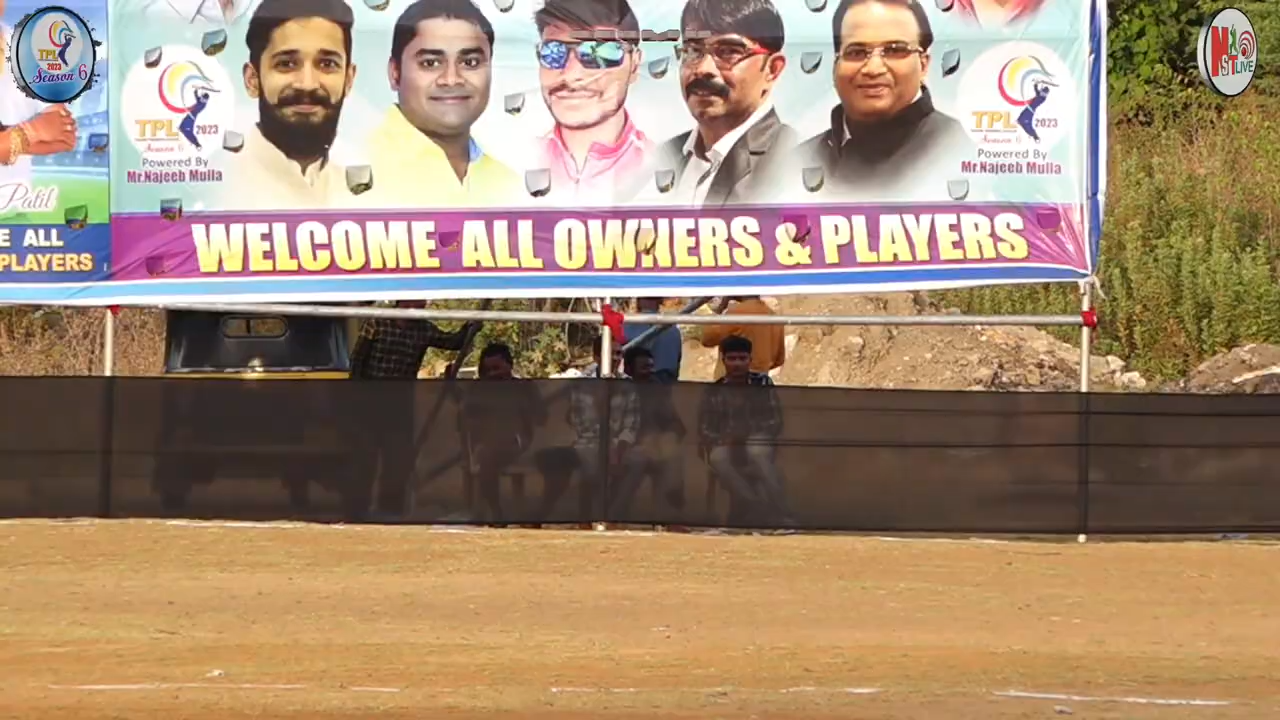 TPL
2023
Season 6
MST LIVE
TPL 2023
Season 6
Powered By
Mr.Najeeb Mulla
TPL 2023
Season 6
Powered By
Mr.Najeeb Mulla
Patil
E ALL
PLAYERS
WELCOME ALL OWNERS & PLAYERS